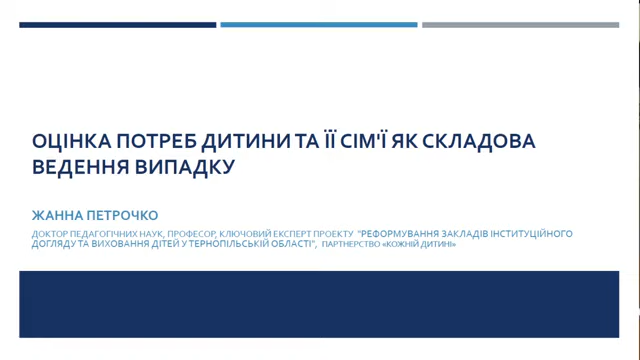 ОЦІНКА ПОТРЕБ ДИТИНИ ТА ЇЇ СІМ'Ї ЯК СКЛАДОВА
ВЕДЕННЯ ВИПАДКУ
ЖАННА ПЕТРОЧКО
ДОКТОР ПЕДАГОГІЧНИХ НАУК, ПРОФЕСОР, КЛЮЧОВИЙ ЕКСПЕРТ ПРОЕКТУ "РЕФОРМУВАННЯ ЗАКЛАДІВ ІНСТИТУЦІЙНОГО
ДОГЛЯДУ ТА ВИХОВАННЯ ДІТЕЙ У ТЕРНОПІЛЬСЬКІЙ ОБЛАСТІ", ПАРТНЕРСТВО «КОЖНІЙ ДИТИНІ»